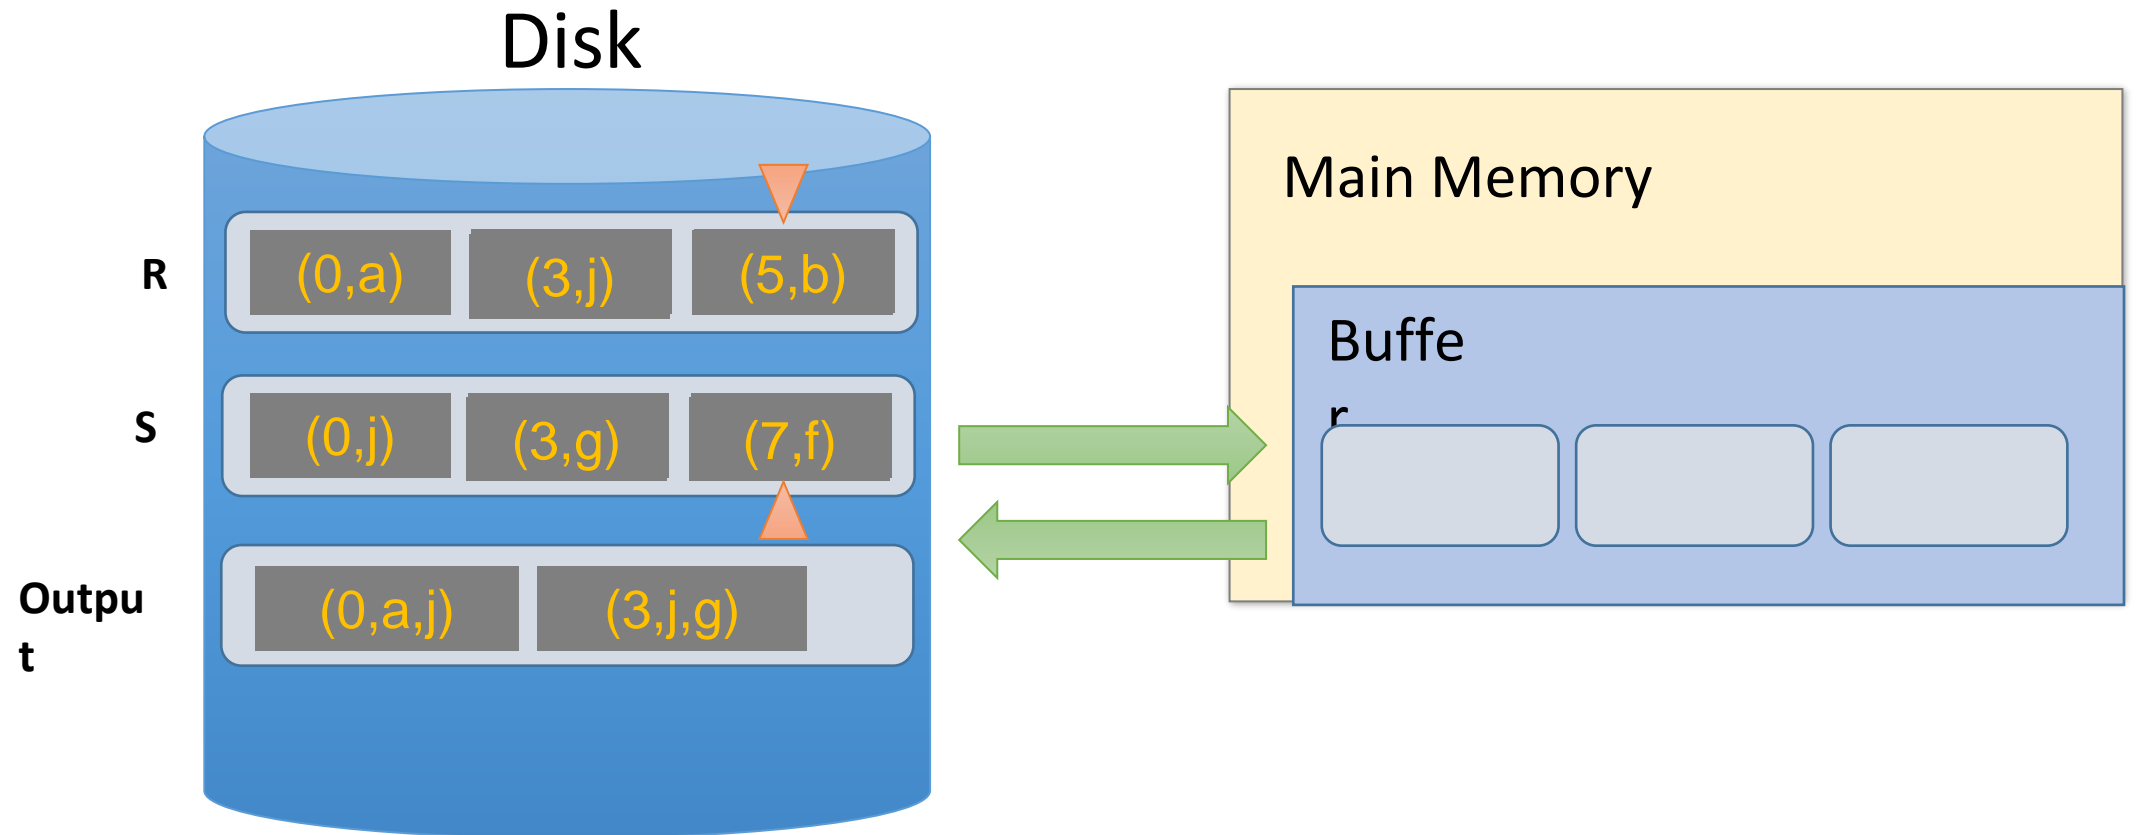 Disk
Main Memory
R
(0,a) (3,j) (5,b)
Buffe
r
S
(0,j) (3,g) (7,f)
Outpu
t
(0,a,j) (3,j,g)